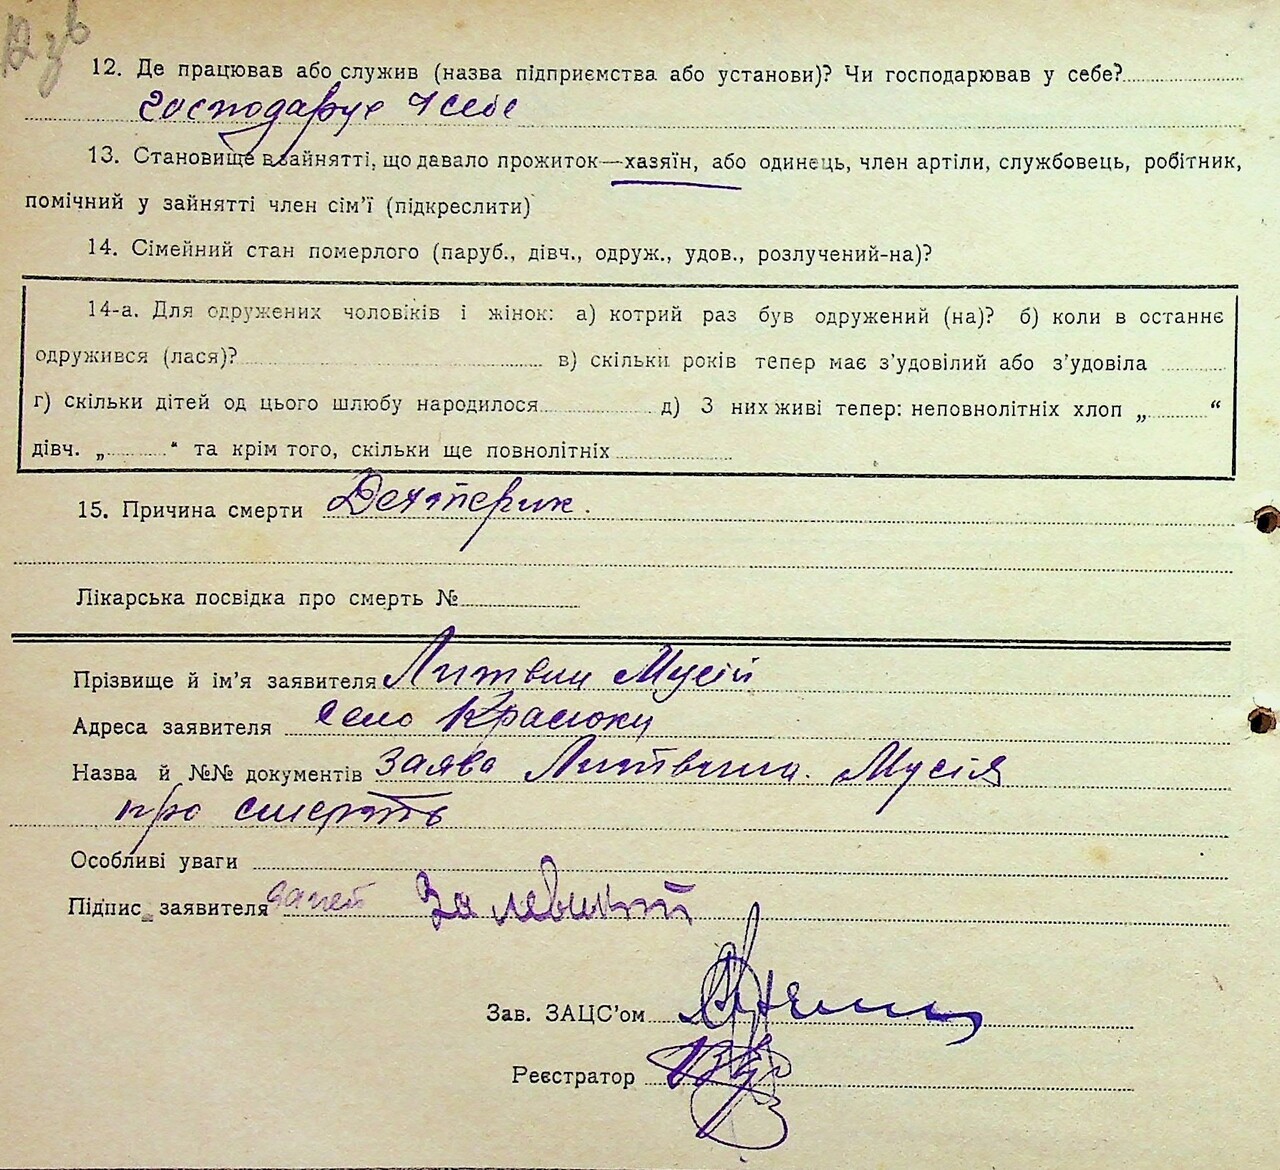 12. Де працював або служив (назва підприємства або установи)? Чи господарював у себе?
господарує у себе
13. Становище в зайнятті, що давало прожиток—хазяїн, або одинець, член артіли, службовець, робітник,
помічний у зайнятті член сім'ї (підкреслити)
14. Сімейний стан померлого (паруб., дівч., одруж., удов., розлучений-на)?
14-а. Для одружених чоловіків і жінок: а) котрий раз був одружений (на)? б) коли в останнє
одружився (лася)? в) скільки років тепер має з'удовілий або з'удовіла
г) скільки дітей од цього шлюбу народилося д) З них живі тепер: неповнолітніх хлоп „ “
дівч. „ “ та крім того, скільки ще повнолітніх
15. Причина смерти
Лікарська посвідка про смерть №
Прізвище й ім'я заявителя Литвин Мусій
Адреса заявителя село Красюки
Назва й №№ документів заява Литвина. Мусія
про смерть
Особливі уваги
Підпис заявителя
Зав. ЗАЦС'ом
Реєстратор